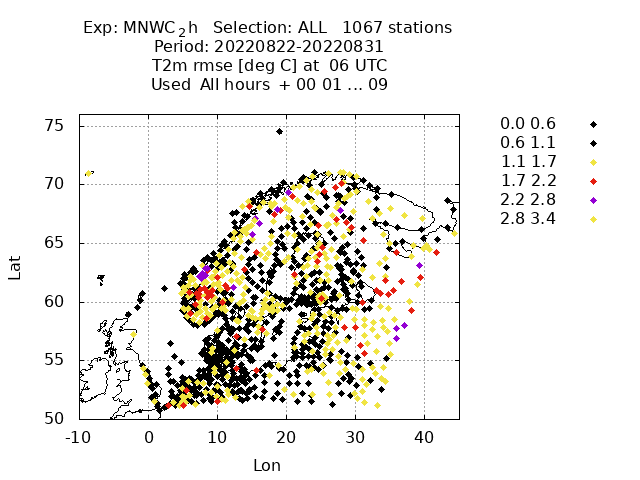 Exp: MNWC₂h   Selection: ALL   1067 stations
Period: 20220822-20220831
T2m rmse [deg C] at  06 UTC
Used  All hours  + 00 01 ... 09
0.0 0.6
0.6 1.1
1.1 1.7
1.7 2.2
2.2 2.8
2.8 3.4
75
70
65
60
55
50
Lat
-10 0 10 20 30 40
Lon